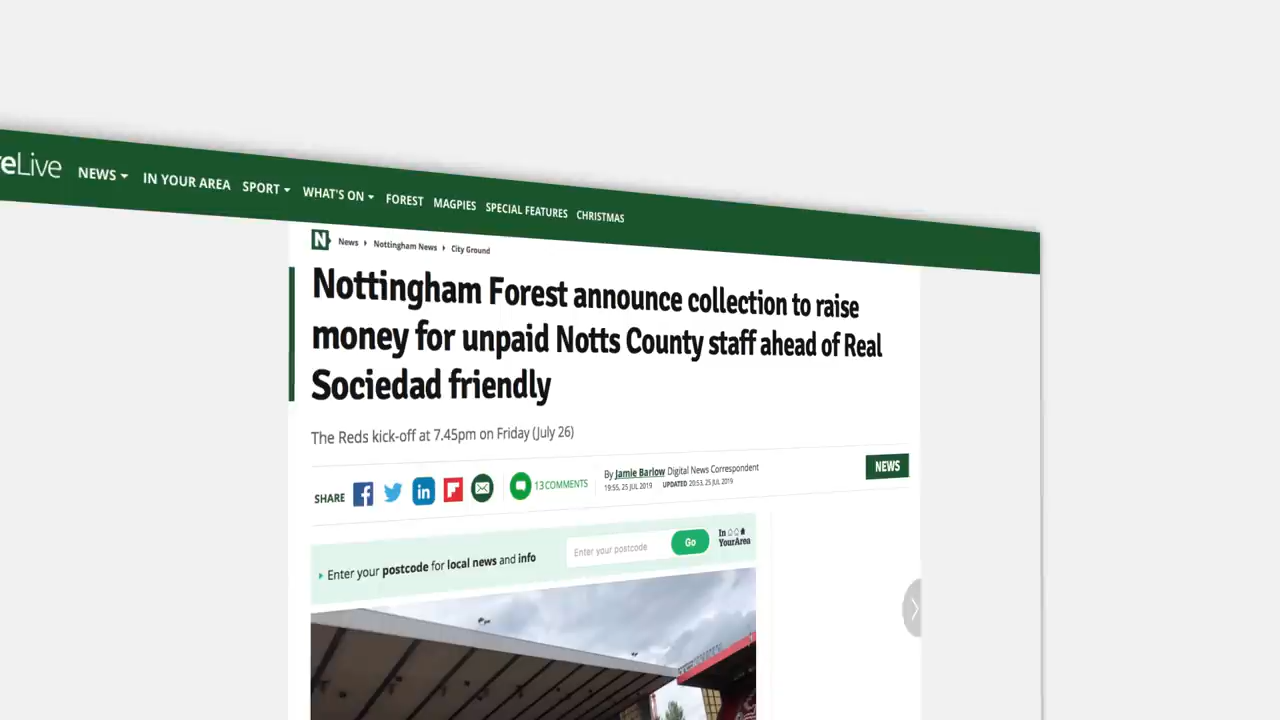 eLive
NEWS
IN YOUR AREA
SPORT
WHAT'S ON
FOREST
MAGPIES
SPECIAL FEATURES
CHRISTMAS
N News Nottingham News City Ground
Nottingham Forest announce collection to raise
money for unpaid Notts County staff ahead of Real
Sociedad friendly
The Reds kick-off at 7.45pm on Friday (July 26)
SHARE
in
13 COMMENTS
By Jamie Barlow Digital News Correspondent
19:55, 25 JUL 2019 UPDATED 20:53, 25 JUL 2019
NEWS
Enter your postcode for local news and info
Enter your postcode
Go
In
YourArea